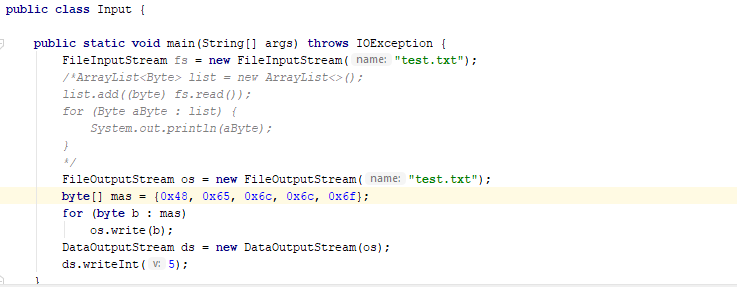 public class Input {
public static void main(String[] args) throws IOException {
FileInputStream fs = new FileInputStream( name: "test.txt");
/*ArrayList<Byte> list = new ArrayList<>();
list.add((byte) fs.read());
for (Byte aByte : list) {
System.out.println(aByte);
}
*/
FileOutputStream os = new FileOutputStream( name: "test.txt");
byte[] mas = {0x48, 0x65, 0x6c, 0x6c, 0x6f};
for (byte b : mas)
os.write(b);
DataOutputStream ds = new DataOutputStream(os);
ds.writeInt( v: 5);
}